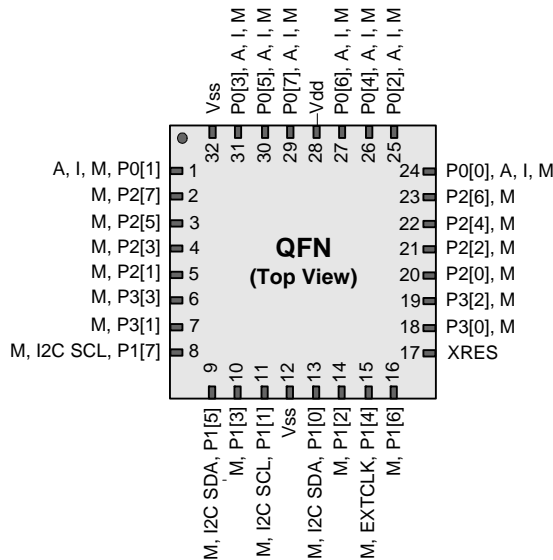 Vss
P0[3], A, I, M
P0[5], A, I, M
P0[7], A, I, M
Vdd
P0[6], A, I, M
P0[4], A, I, M
P0[2], A, I, M
32
31
30
29
28
27
26
25
A, I, M, P0[1]
M, P2[7]
M, P2[5]
M, P2[3]
M, P2[1]
M, P3[3]
M, P3[1]
M, I2C SCL, P1[7]
1
2
3
4
5
6
7
8
QFN
(Top View)
24
23
22
21
20
19
18
17
P0[0], A, I, M
P2[6], M
P2[4], M
P2[2], M
P2[0], M
P3[2], M
P3[0], M
XRES
9
10
11
12
13
14
15
16
M, I2C SDA, P1[5]
M, P1[3]
M, I2C SCL, P1[1]
Vss
M, I2C SDA, P1[0]
M, P1[2]
M, EXTCLK, P1[4]
M, P1[6]